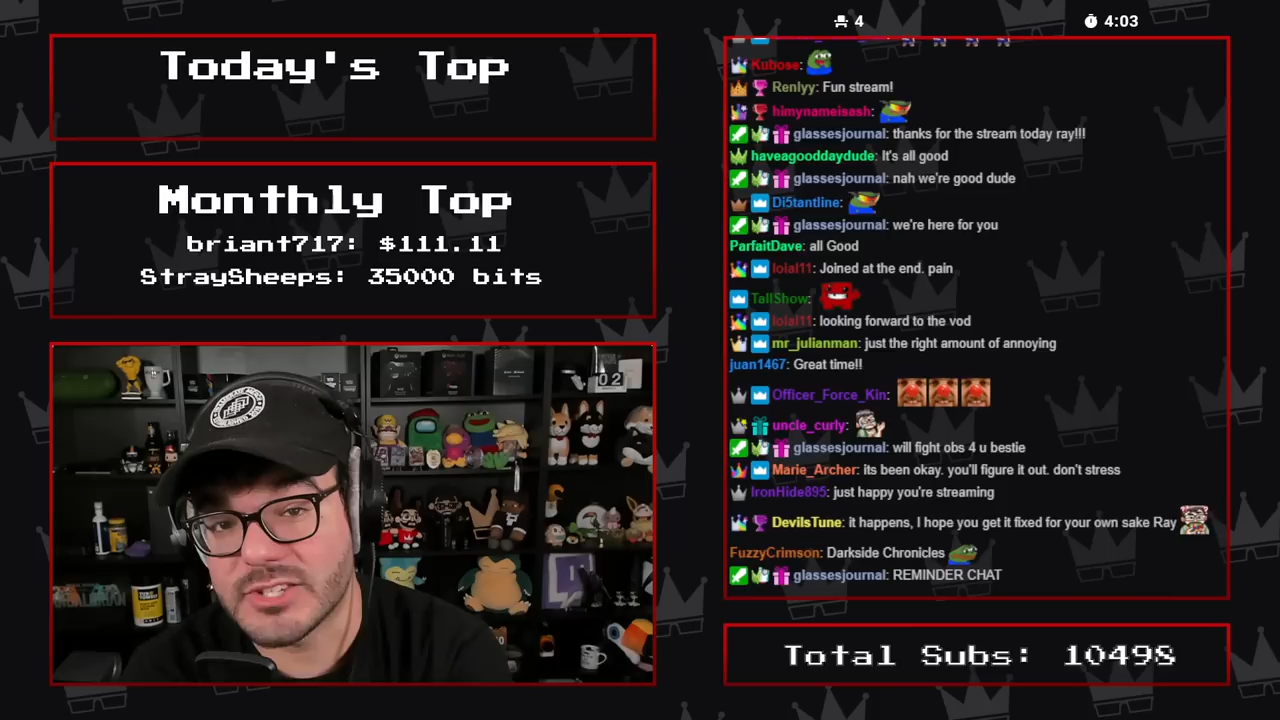 4
4:03
Today's Top
Monthly Top
briant717: $111.11
StraySheeps: 35000 bits
02
Kubose:
Renlyy: Fun stream!
himynameisash:
glassesjournal: thanks for the stream today ray!!!
haveagooddaydude: It's all good
glassesjournal: nah we're good dude
Di5tantline:
glassesjournal: we're here for you
ParfaitDave: all Good
lolal11: Joined at the end. pain
TallShow:
lolal11: looking forward to the vod
mr_julianman: just the right amount of annoying
juan1467: Great time!!
Officer_Force_Kin:
uncle_curly:
glassesjournal: will fight obs 4 u bestie
Marie_Archer: its been okay. you'll figure it out. don't stress
IronHide895: just happy you're streaming
DevilsTune: it happens, I hope you get it fixed for your own sake Ray
FuzzyCrimson: Darkside Chronicles
glassesjournal: REMINDER CHAT
Total Subs: 10498